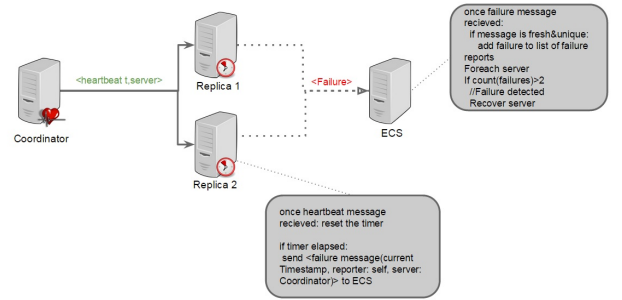 once failure message
recieved:
if message is fresh&unique:
add failure to list of failure
reports
Foreach server
If count(failures)>2
//Failure detected
Recover server
<heartbeat t,server>
Replica 1
<Failure>
Coordinator
ECS
Replica 2
once heartbeat message
recieved: reset the timer
if timer elapsed:
send <failure message(current
Timestamp, reporter: self, server:
Coordinator)> to ECS